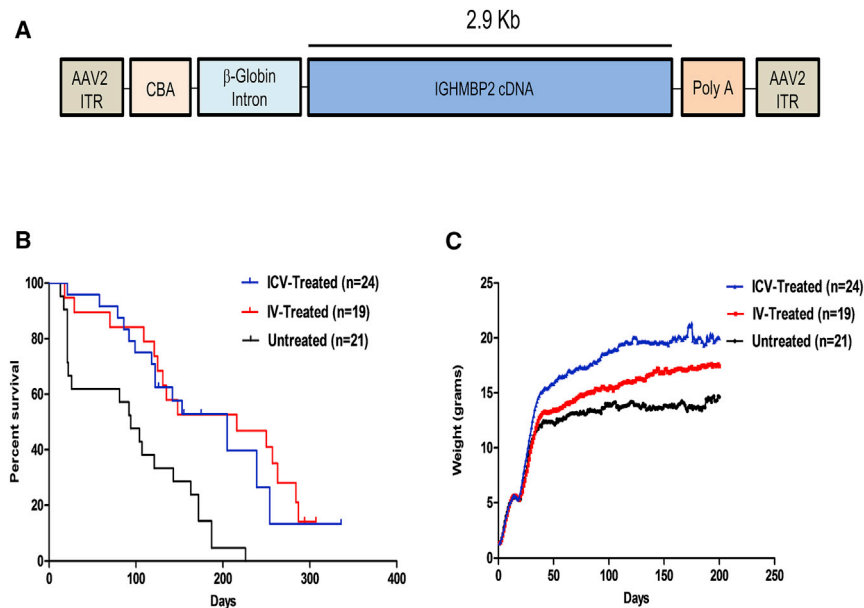 A
2.9 Kb
AAV2
ITR
CBA
β-Globin
Intron
IGHMBP2 cDNA
Poly A
AAV2
ITR
B
100
80
60
40
20
0
0
100
200
300
400
Percent survival
Days
ICV-Treated (n=24)
IV-Treated (n=19)
Untreated (n=21)
C
25
20
15
10
5
0
0
50
100
150
200
250
Weight (grams)
Days
ICV-Treated (n=24)
IV-Treated (n=19)
Untreated (n=21)